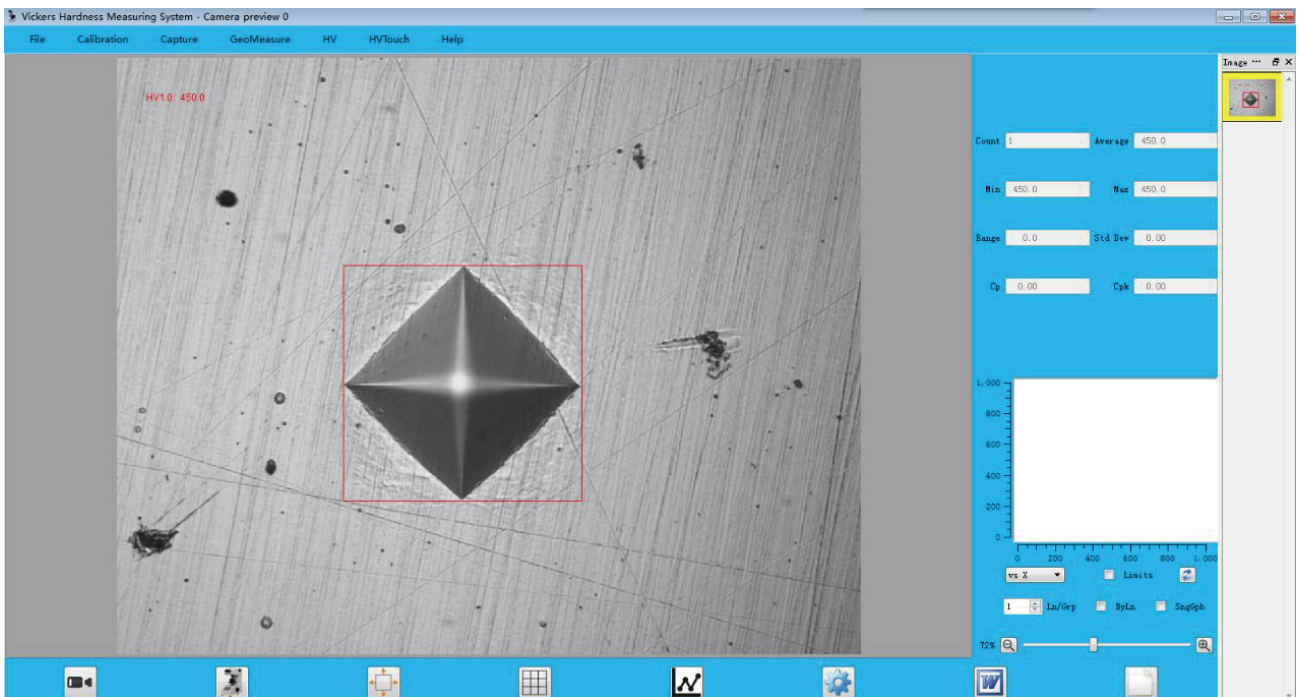 Vickers Hardness Measuring System - Camera preview 0
File Calibration Capture GeoMeasure HV HVTouch Help
Image ...
HV1.0: 450.0
Count 1 Average 450.0
Min 450.0 Max 450.0
Range 0.0 Std Dev 0.00
Cp 0.00 Cpk 0.00
1,000
800
600
400
200
0
0 200 400 600 800 1,000
vs X Limits
1 Ln/Grp ByLn SngGph
72%
W